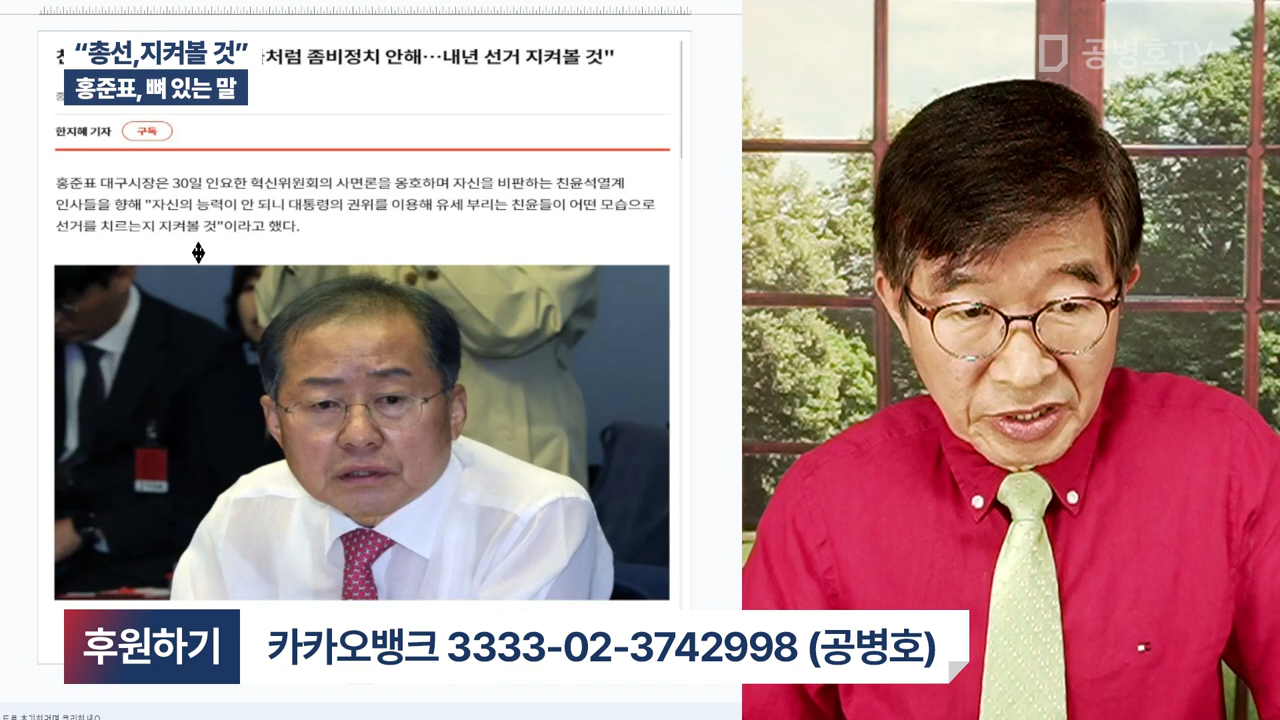 “총선,지켜볼 것”
홍준표, 뼈 있는 말
처럼 좀비정치 안해…내년 선거 지켜볼 것"
한지혜 기자
구독
홍준표 대구시장은 30일 인요한 혁신위원회의 사면론을 옹호하며 자신을 비판하는 친윤석열계
인사들을 향해 "자신의 능력이 안 되니 대통령의 권위를 이용해 유세 부리는 친윤들이 어떤 모습으로
선거를 치르는지 지켜볼 것"이라고 했다.
공병호TV
후원하기
카카오뱅크 3333-02-3742998 (공병호)